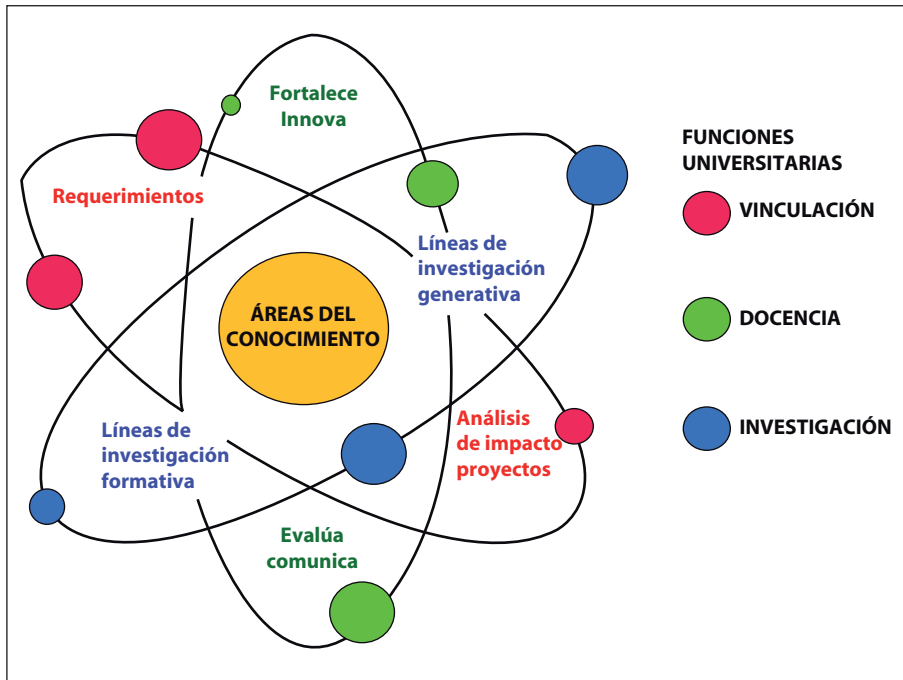 Fortalece
Innova
Requerimientos
Líneas de
investigación
generativa
ÁREAS DEL
CONOCIMIENTO
Líneas de
investigación
formativa
Análisis
de impacto
proyectos
Evalúa
comunica
FUNCIONES
UNIVERSITARIAS
VINCULACIÓN
DOCENCIA
INVESTIGACIÓN